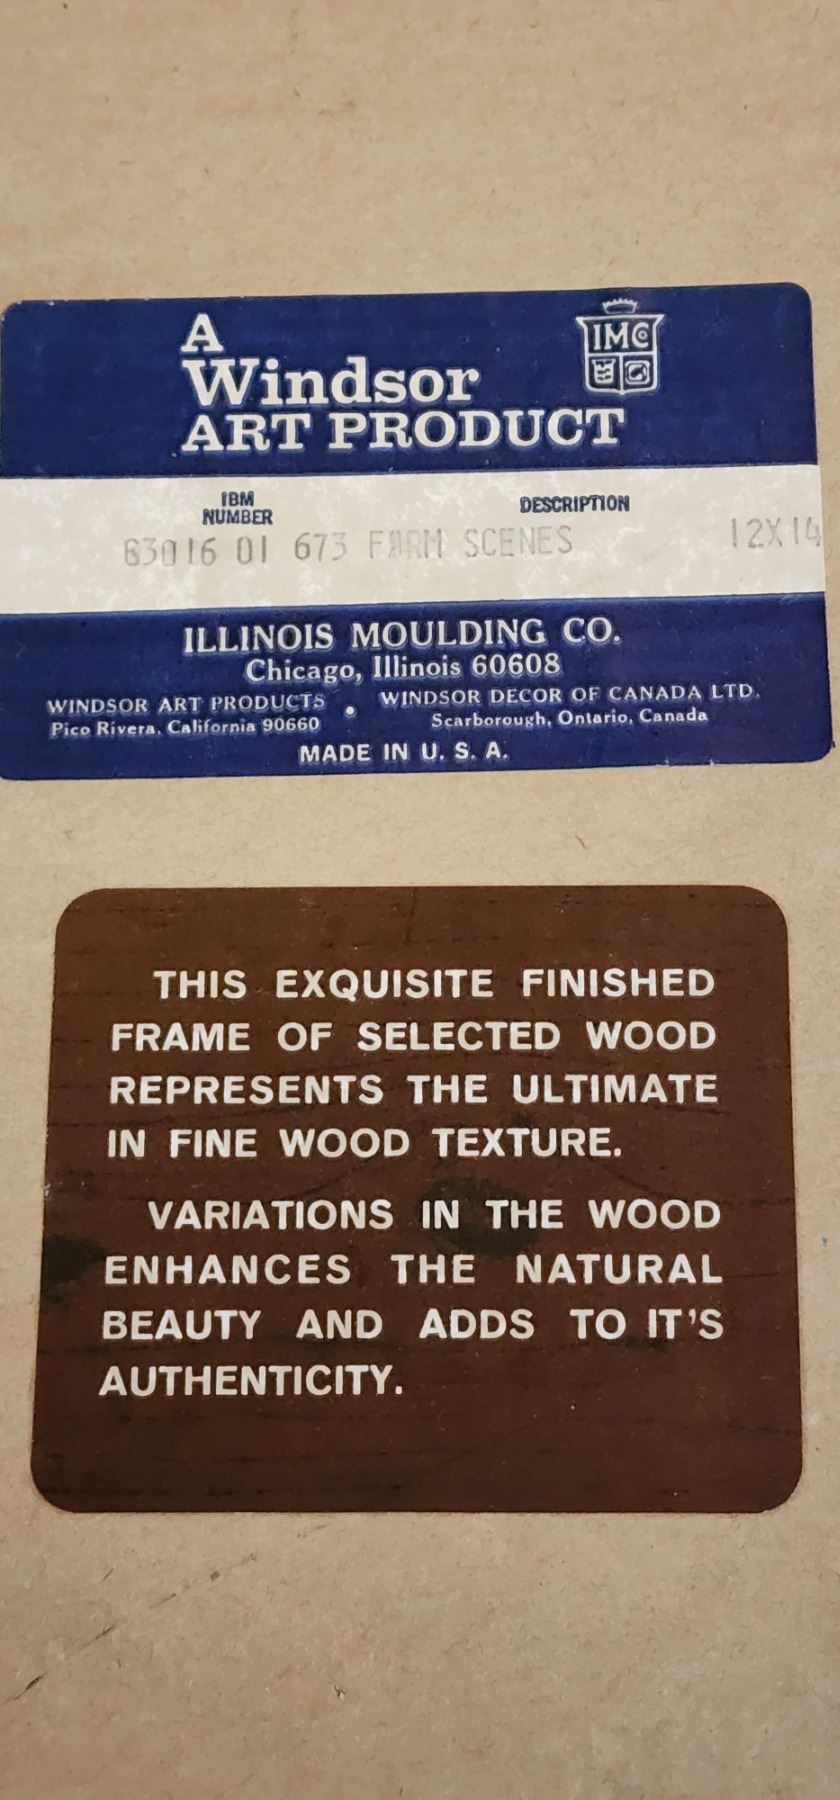 A
Windsor
ART PRODUCT
IMCo
IBM
NUMBER
DESCRIPTION
63016 01 673 FARM SCENES 12X14
ILLINOIS MOULDING CO.
Chicago, Illinois 60608
WINDSOR ART PRODUCTS • WINDSOR DECOR OF CANADA LTD.
Pico Rivera, California 90660 Scarborough, Ontario, Canada
MADE IN U. S. A.
THIS EXQUISITE FINISHED
FRAME OF SELECTED WOOD
REPRESENTS THE ULTIMATE
IN FINE WOOD TEXTURE.
VARIATIONS IN THE WOOD
ENHANCES THE NATURAL
BEAUTY AND ADDS TO IT'S
AUTHENTICITY.